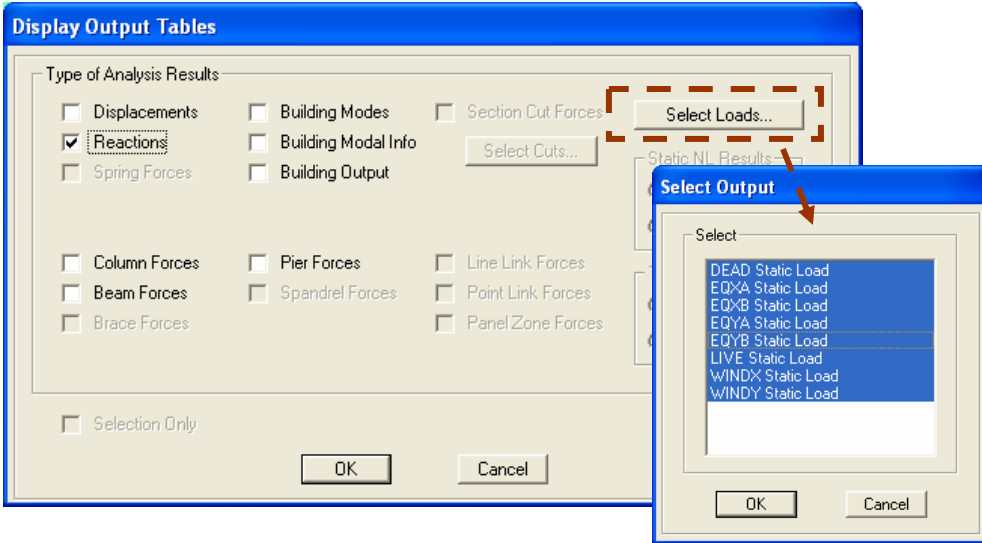 Display Output Tables
Type of Analysis Results
Displacements
Building Modes
Section Cut Forces
Select Loads...
Reactions
Building Modal Info
Select Cuts...
Static NL Results
Spring Forces
Building Output
Select Output
Select
Column Forces
Pier Forces
Line Link Forces
DEAD Static Load
Beam Forces
Spandrel Forces
Point Link Forces
EQXA Static Load
EQXB Static Load
Brace Forces
Panel Zone Forces
EQYA Static Load
EQYB Static Load
LIVE Static Load
WINDX Static Load
WINDY Static Load
Selection Only
OK
Cancel
OK
Cancel